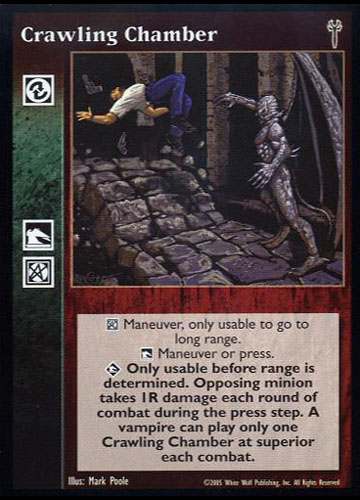 Crawling Chamber
Maneuver, only usable to go to
long range.
Maneuver or press.
Only usable before range is
determined. Opposing minion
takes 1R damage each round of
combat during the press step. A
vampire can play only one
Crawling Chamber at superior
each combat.
Illus: Mark Poole
©2005 White Wolf Publishing, Inc. All Rights Reserved